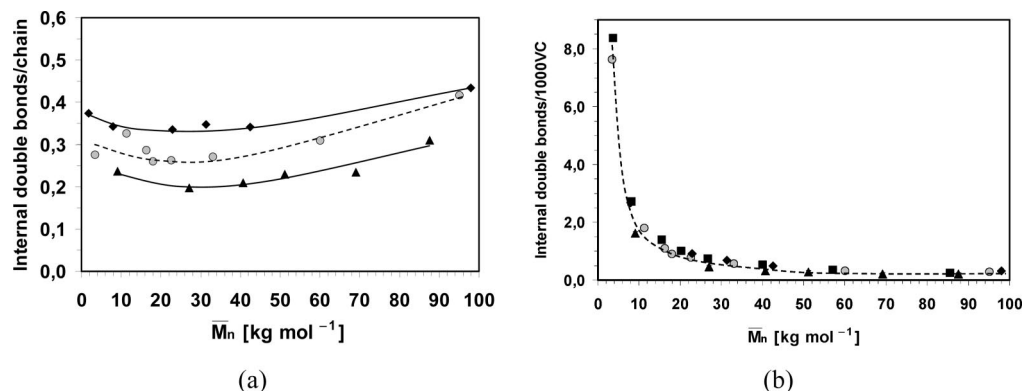 Internal double bonds/chain
0,6
0,5
0,4
0,3
0,2
0,1
0,0
0 10 20 30 40 50 60 70 80 90 100
M̅n [kg mol ⁻¹]
(a)
Internal double bonds/1000VC
8,0
6,0
4,0
2,0
0,0
0 10 20 30 40 50 60 70 80 90 100
M̅n [kg mol ⁻¹]
(b)